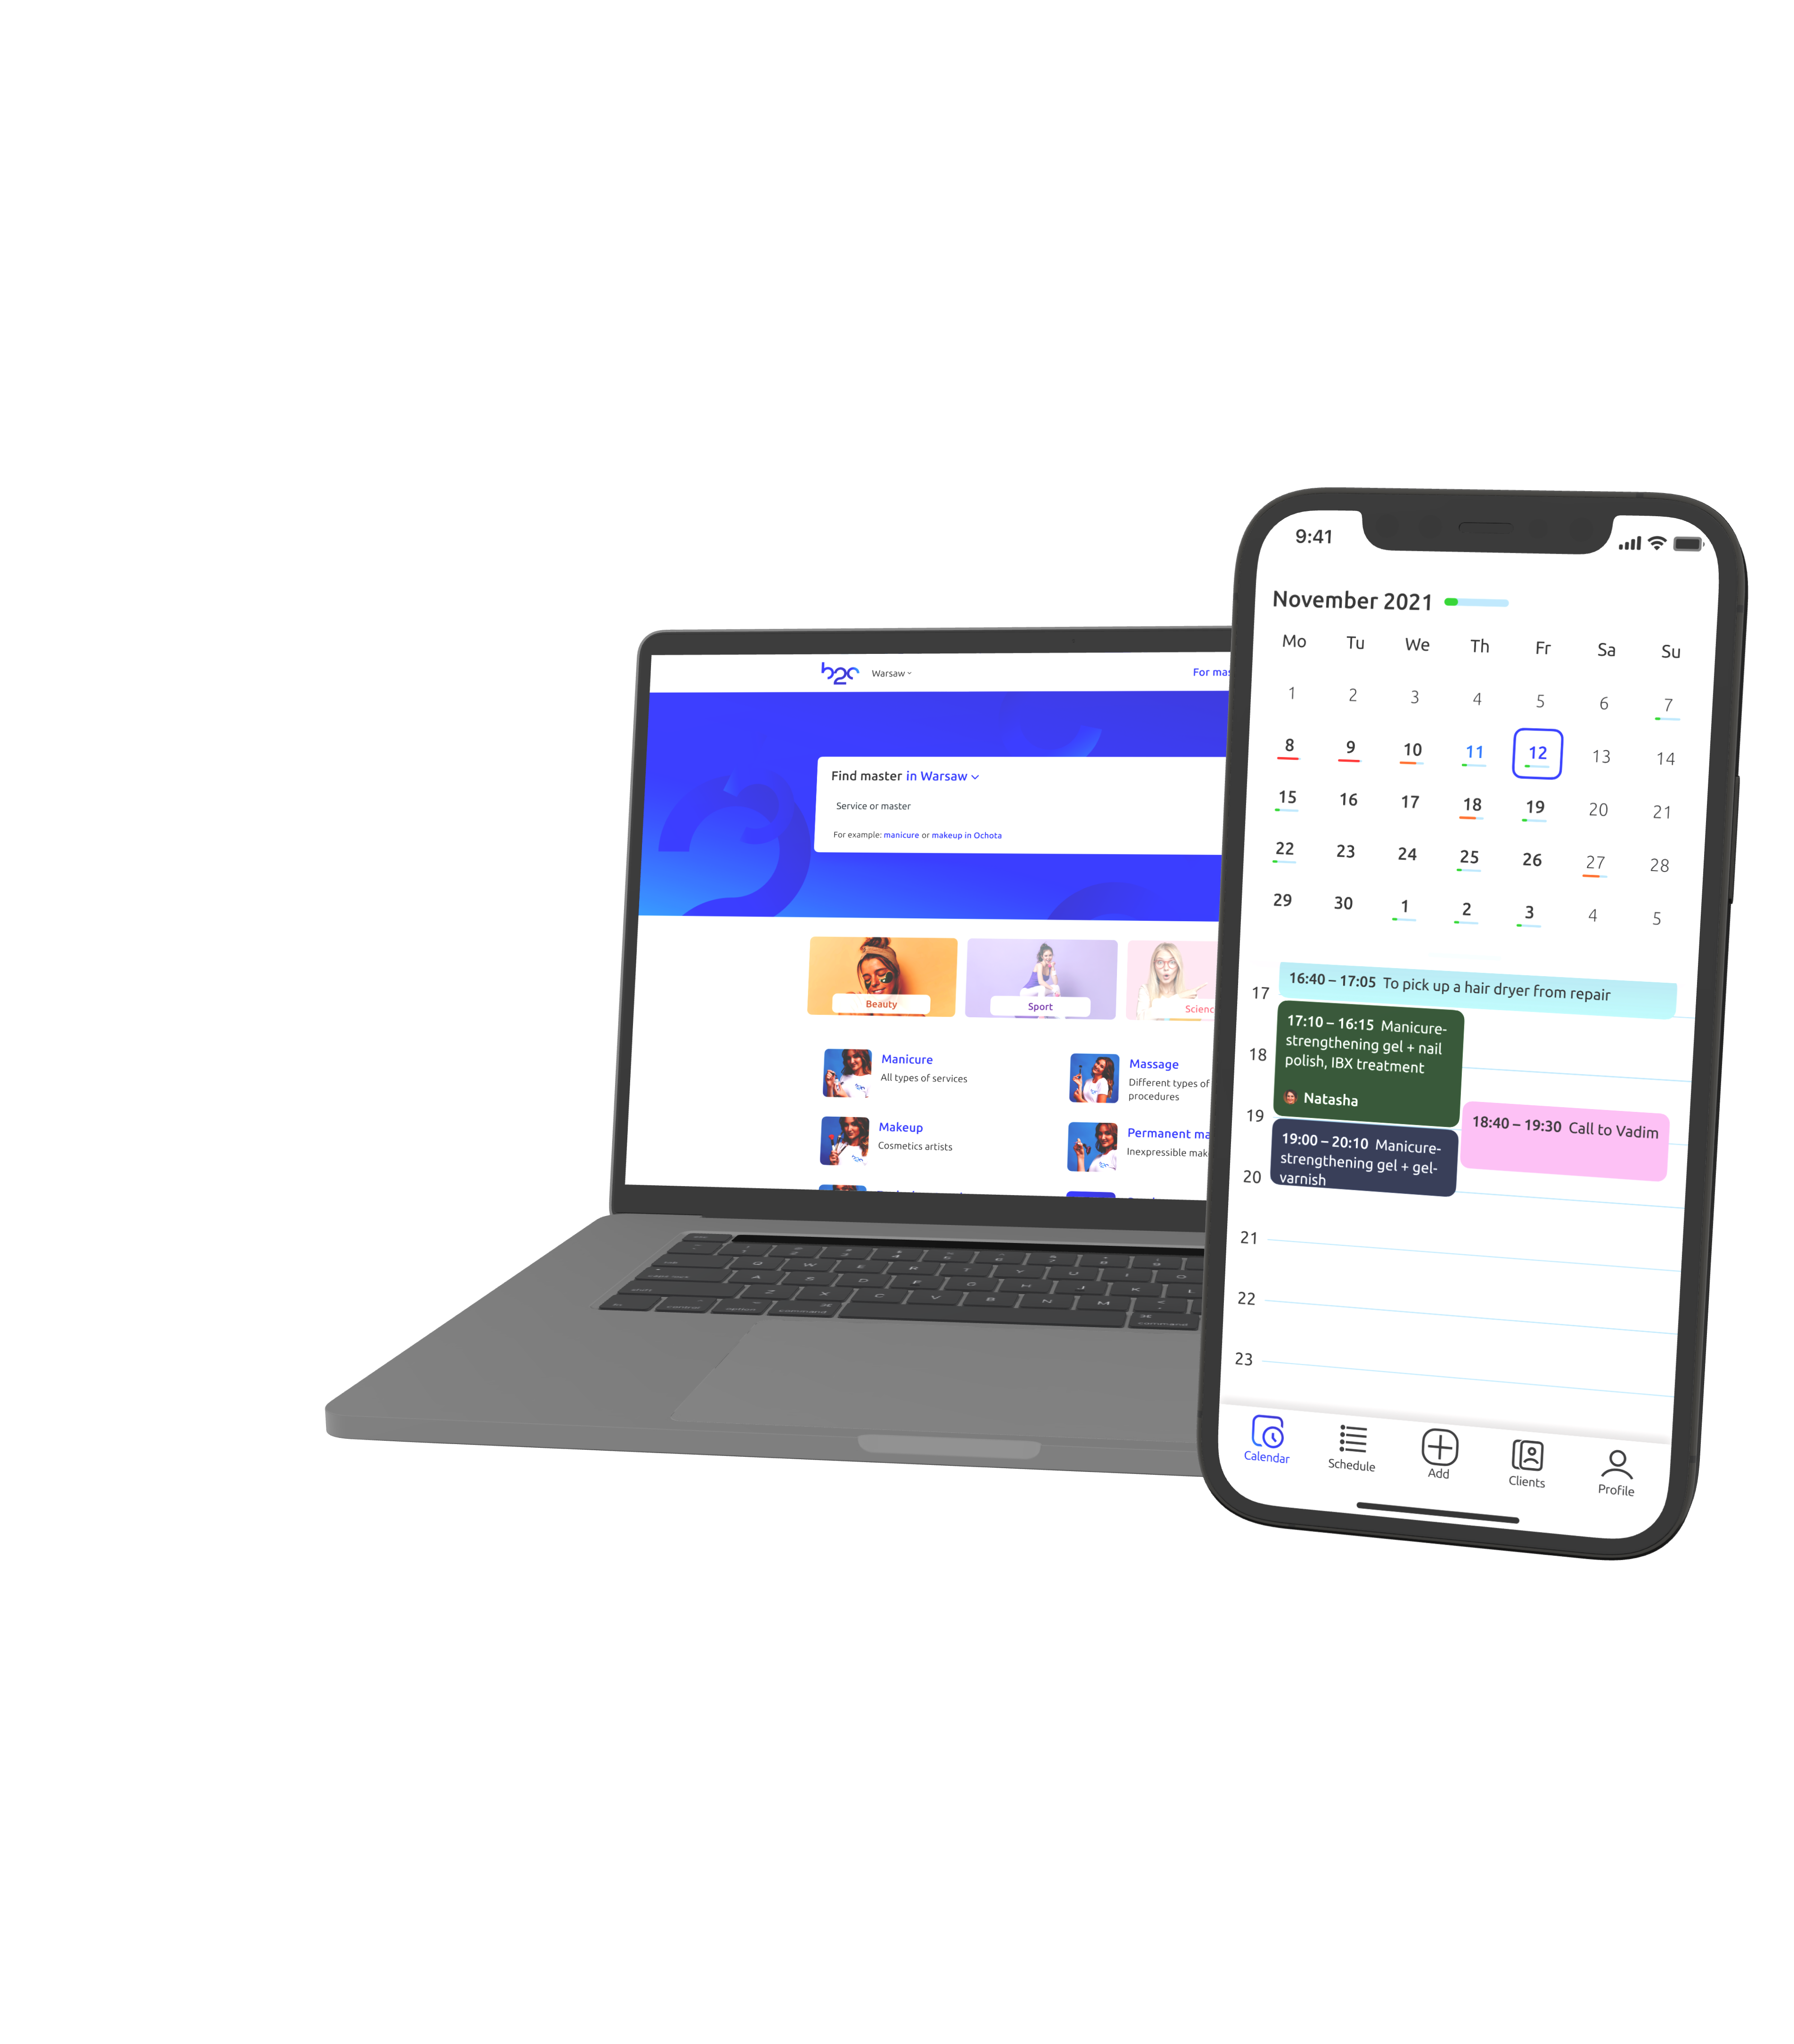 b2c
Warsaw
For mas
Find master in Warsaw
Service or master
For example: manicure or makeup in Ochota
Beauty
Sport
Scienc
Manicure
All types of services
Massage
Different types of
procedures
Makeup
Cosmetics artists
Permanent ma
Inexpressible mak
9:41
November 2021
Mo Tu We Th Fr Sa Su
1 2 3 4 5 6 7
8 9 10 11 12 13 14
15 16 17 18 19 20 21
22 23 24 25 26 27 28
29 30 1 2 3 4 5
16:40 – 17:05 To pick up a hair dryer from repair
17
17:10 – 16:15 Manicure-
strengthening gel + nail
polish, IBX treatment
18
Natasha
19
18:40 – 19:30 Call to Vadim
19:00 – 20:10 Manicure-
strengthening gel + gel-
varnish
20
21
22
23
Calendar
Schedule
Add
Clients
Profile
Q W E R T Y U I O
A S D F G H J K L
Z X C V B N M
control option command
command